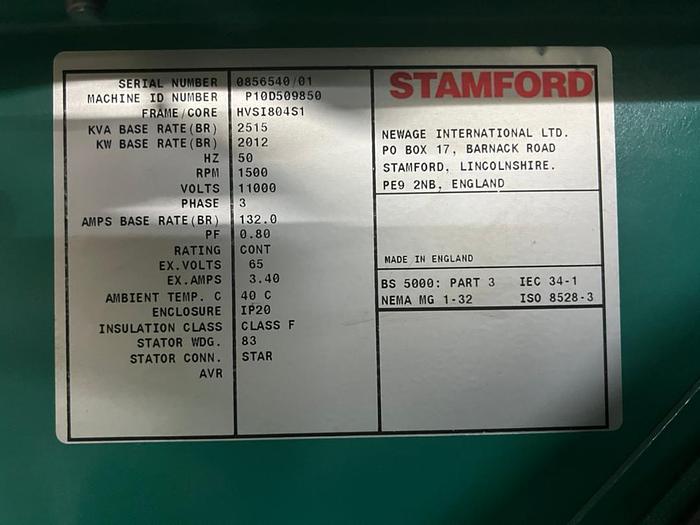 SERIAL NUMBER 0856540/01
MACHINE ID NUMBER P10D509850
FRAME/CORE HVSI804S1
KVA BASE RATE(BR) 2515
KW BASE RATE(BR) 2012
HZ 50
RPM 1500
VOLTS 11000
PHASE 3
AMPS BASE RATE(BR) 132.0
PF 0.80
RATING CONT
EX.VOLTS 65
EX.AMPS 3.40
AMBIENT TEMP. C 40 C
ENCLOSURE IP20
INSULATION CLASS CLASS F
STATOR WDG. 83
STATOR CONN. STAR
AVR
STAMFORD
NEWAGE INTERNATIONAL LTD.
PO BOX 17, BARNACK ROAD
STAMFORD, LINCOLNSHIRE.
PE9 2NB, ENGLAND
MADE IN ENGLAND
BS 5000: PART 3 IEC 34-1
NEMA MG 1-32 ISO 8528-3